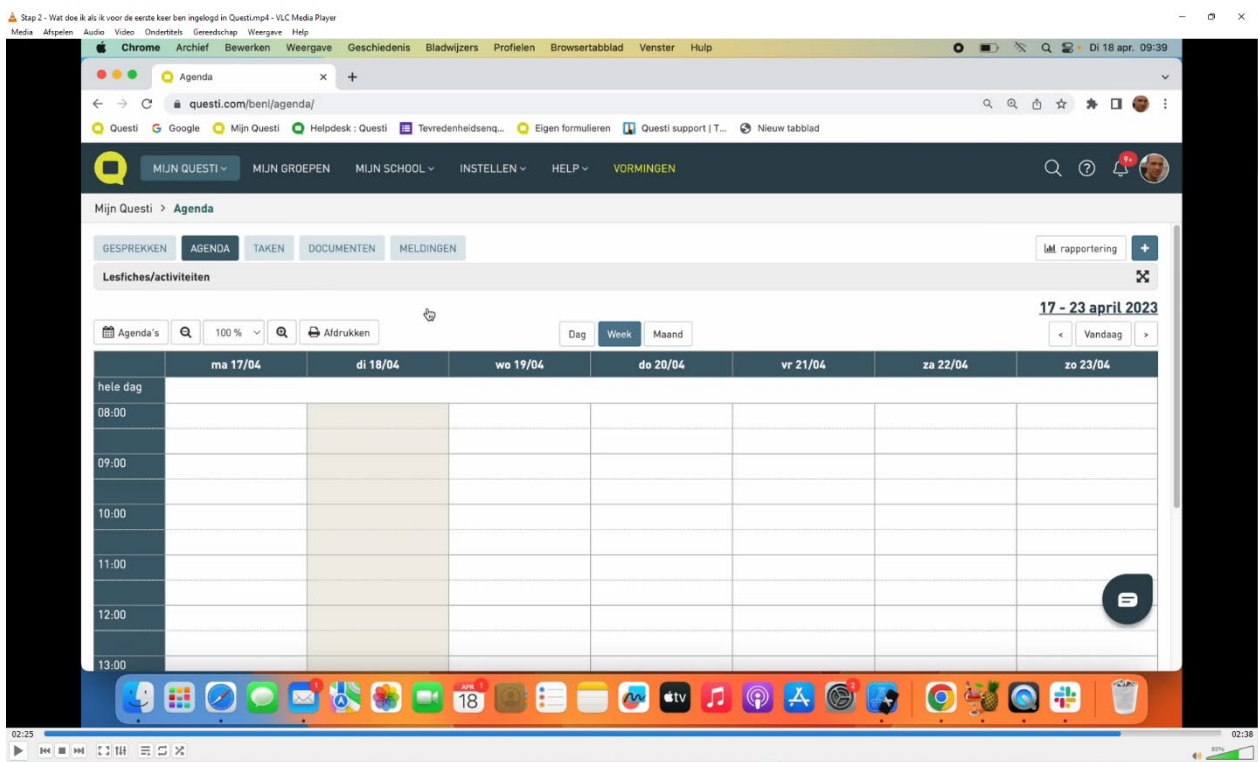 Stap 2 - Wat doe ik als ik voor de eerste keer ben ingelogd in Questi.mp4 - VLC Media Player
Media Afspelen Audio Video Ondertitels Gereedschap Weergave Help
Chrome Archief Bewerken Weergave Geschiedenis Bladwijzers Profielen Browsertabblad Venster Hulp Di 18 apr. 09:39
Agenda
questi.com/benl/agenda/
Questi Google Mijn Questi Helpdesk : Questi Tevredenheidsenq... Eigen formulieren Questi support | T... Nieuw tabblad
MIJN QUESTI MIJN GROEPEN MIJN SCHOOL INSTELLEN HELP VORMINGEN 9+
Mijn Questi > Agenda
GESPREKKEN AGENDA TAKEN DOCUMENTEN MELDINGEN rapportering +
Lesfiches/activiteiten
17 - 23 april 2023
Agenda's 100 % Afdrukken Dag Week Maand < Vandaag >
ma 17/04 di 18/04 wo 19/04 do 20/04 vr 21/04 za 22/04 zo 23/04
hele dag
08:00
09:00
10:00
11:00
12:00
13:00
APR 18 1 tv
02:25 02:38
85%